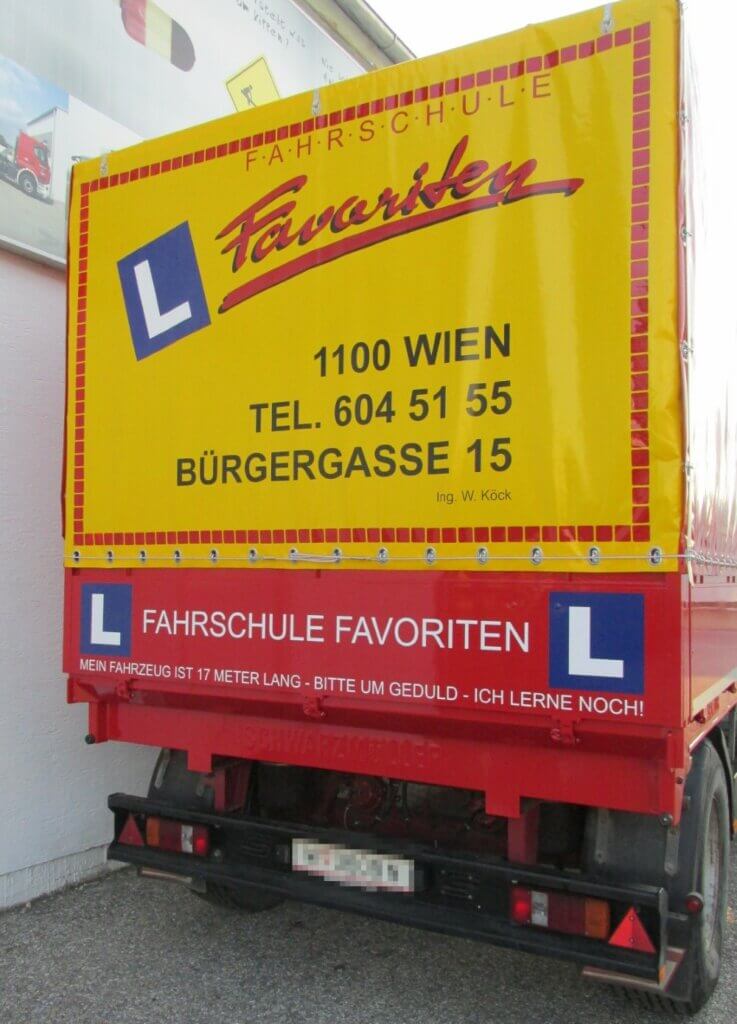 F·A·H·R·S·C·H·U·L·E
Favoriten
L
1100 WIEN
TEL. 604 51 55
BÜRGERGASSE 15
Ing. W. Köck
L FAHRSCHULE FAVORITEN L
MEIN FAHRZEUG IST 17 METER LANG - BITTE UM GEDULD - ICH LERNE NOCH!
SCHWARZMÜLLER